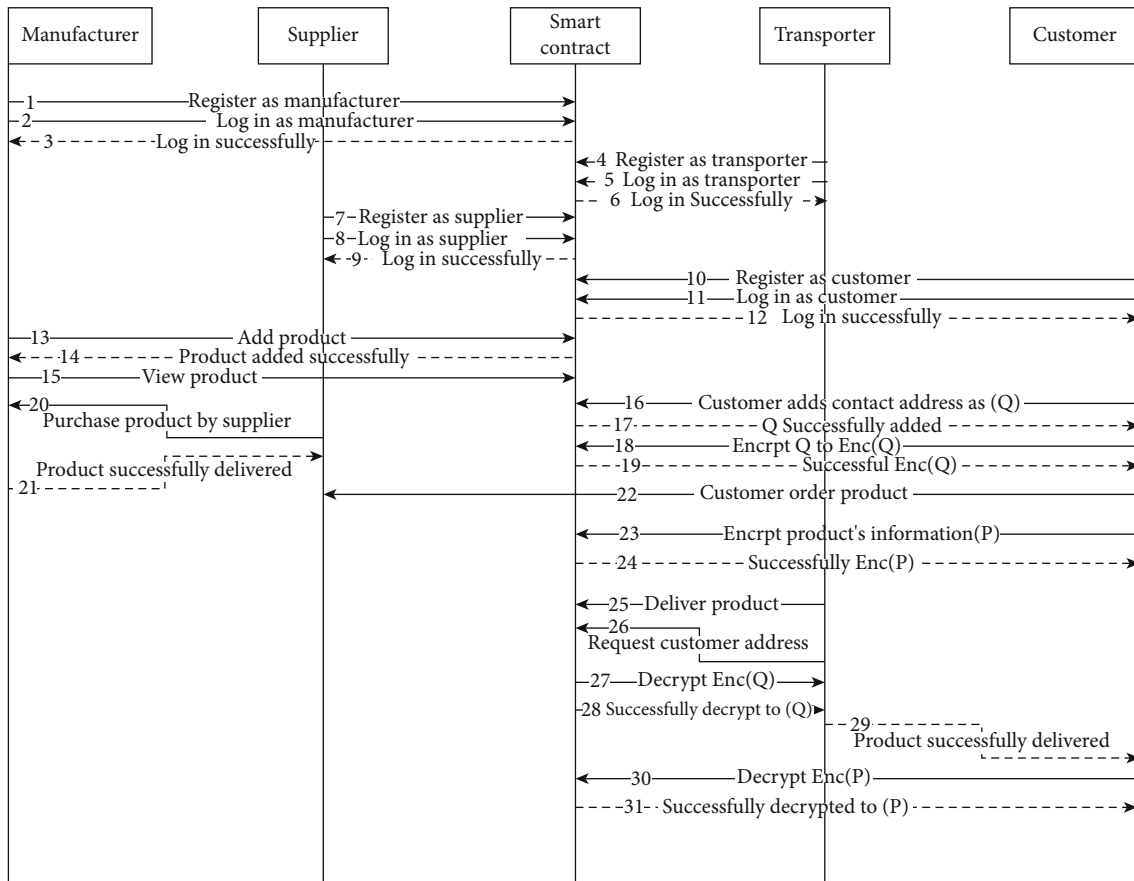 Manufacturer
Supplier
Smart
contract
Transporter
Customer
1 Register as manufacturer
2 Log in as manufacturer
3 Log in successfully
4 Register as transporter
5 Log in as transporter
6 Log in Successfully
7 Register as supplier
8 Log in as supplier
9 Log in successfully
10 Register as customer
11 Log in as customer
12 Log in successfully
13 Add product
14 Product added successfully
15 View product
16 Customer adds contact address as (Q)
20
Purchase product by supplier
17 Q Successfully added
18 Encrpt Q to Enc(Q)
19 Successful Enc(Q)
Product successfully delivered
21
22 Customer order product
23 Encrpt product's information(P)
24 Successfully Enc(P)
25 Deliver product
26
Request customer address
27 Decrypt Enc(Q)
28 Successfully decrypt to (Q)
29
Product successfully delivered
30 Decrypt Enc(P)
31 Successfully decrypted to (P)